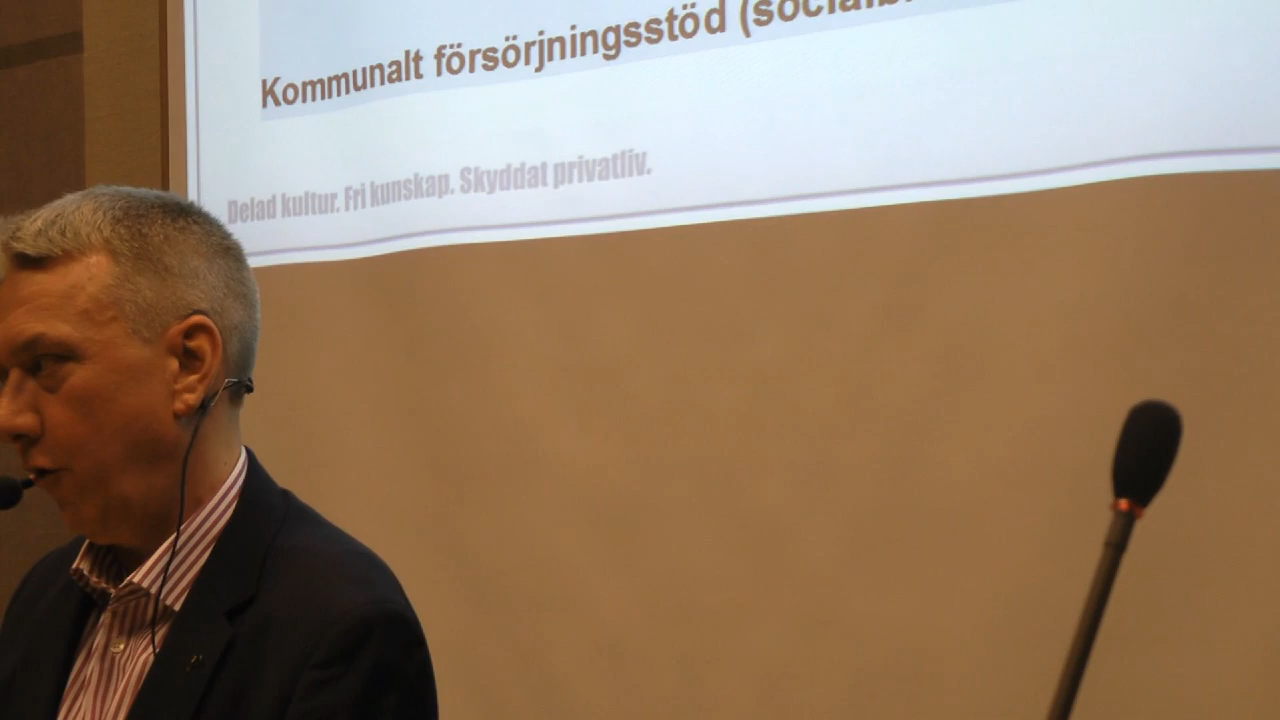 Kommunalt försörjningsstöd
Delad kultur. Fri kunskap. Skyddat privatliv.